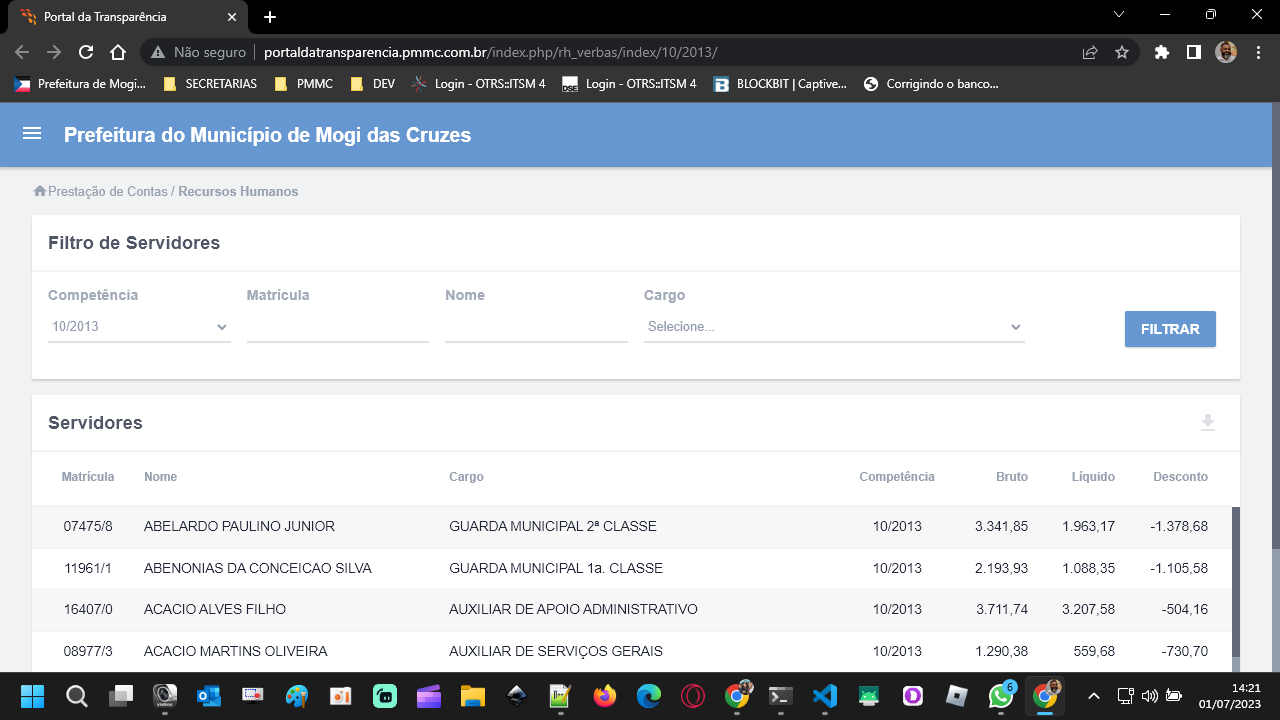 Portal da Transparência
Não seguro
portaldatransparencia.pmmc.com.br/index.php/rh_verbas/index/10/2013/
Prefeitura de Mogi... SECRETARIAS PMMC DEV Login - OTRS::ITSM 4 DSE Login - OTRS::ITSM 4 BLOCKBIT | Captive... Corrigindo o banco...
Prefeitura do Município de Mogi das Cruzes
Prestação de Contas / Recursos Humanos
Filtro de Servidores
Competência Matrícula Nome Cargo
10/2013 Selecione... FILTRAR
Servidores
Matrícula Nome Cargo Competência Bruto Líquido Desconto
07475/8 ABELARDO PAULINO JUNIOR GUARDA MUNICIPAL 2ª CLASSE 10/2013 3.341,85 1.963,17 -1.378,68
11961/1 ABENONIAS DA CONCEICAO SILVA GUARDA MUNICIPAL 1a. CLASSE 10/2013 2.193,93 1.088,35 -1.105,58
16407/0 ACACIO ALVES FILHO AUXILIAR DE APOIO ADMINISTRATIVO 10/2013 3.711,74 3.207,58 -504,16
08977/3 ACACIO MARTINS OLIVEIRA AUXILIAR DE SERVIÇOS GERAIS 10/2013 1.290,38 559,68 -730,70
6
14:21
01/07/2023